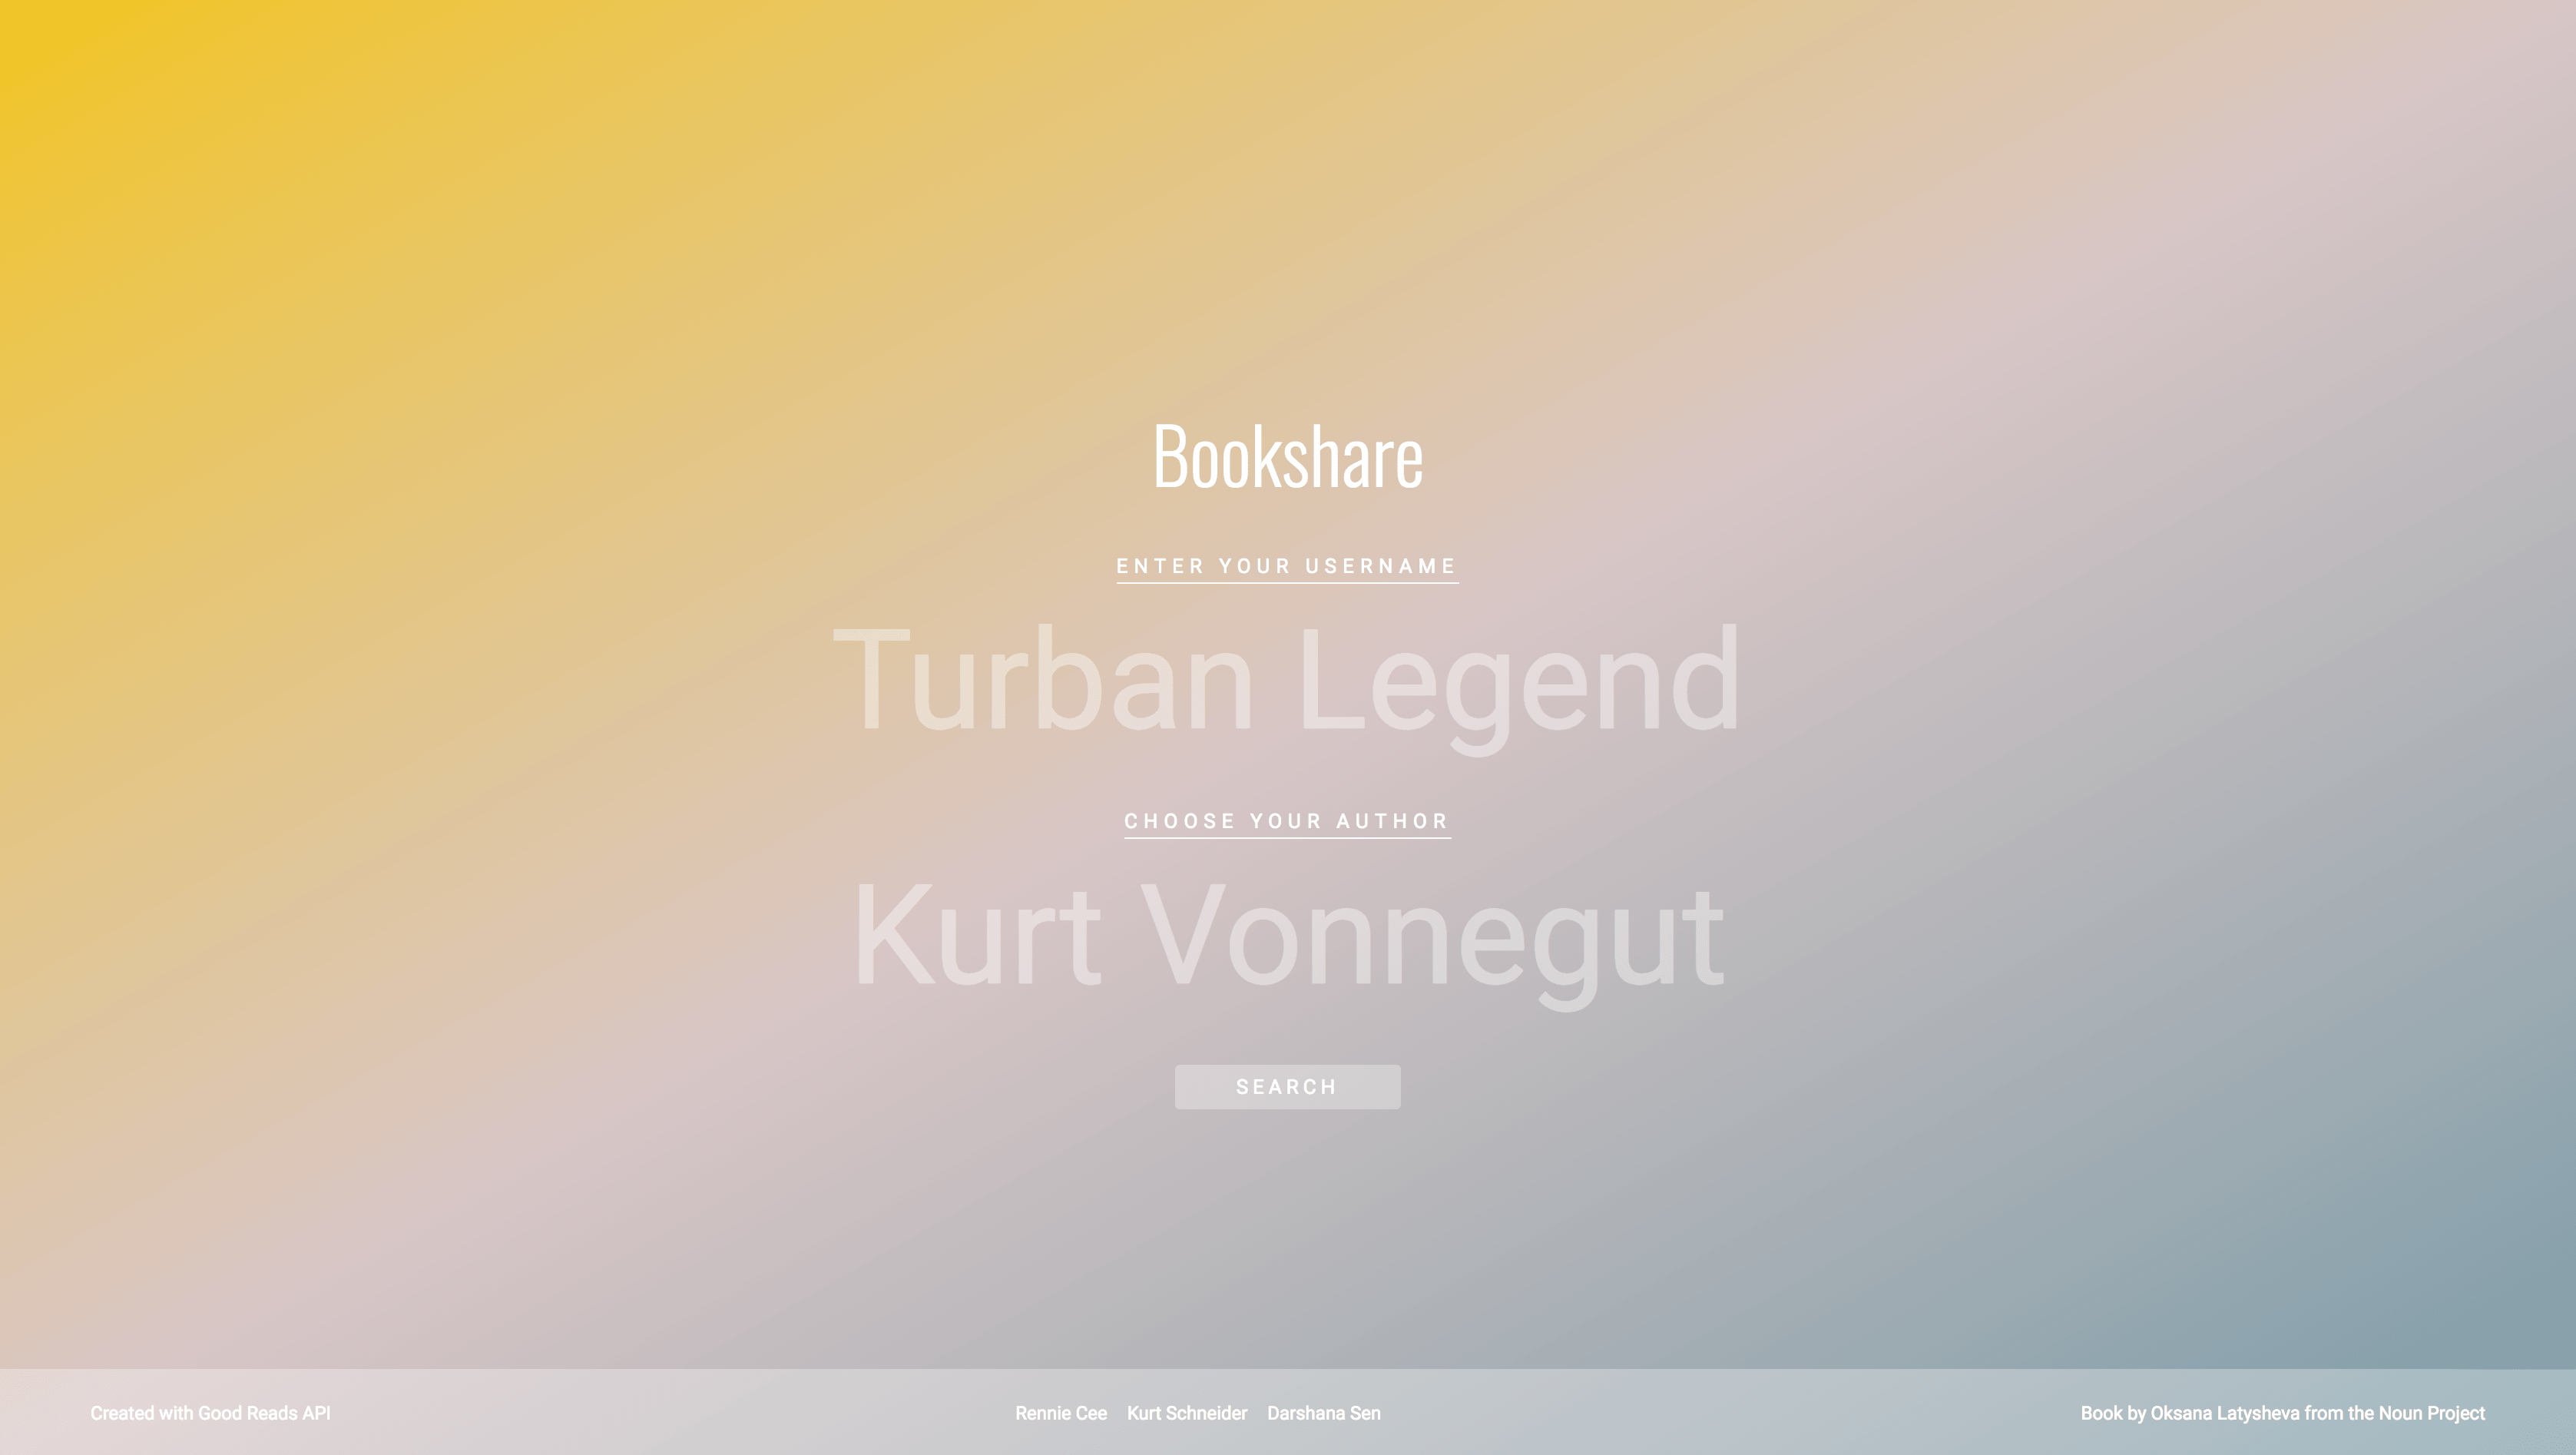 Bookshare
ENTER YOUR USERNAME
Turban Legend
CHOOSE YOUR AUTHOR
Kurt Vonnegut
SEARCH
Created with Good Reads API
Rennie Cee Kurt Schneider Darshana Sen
Book by Oksana Latysheva from the Noun Project